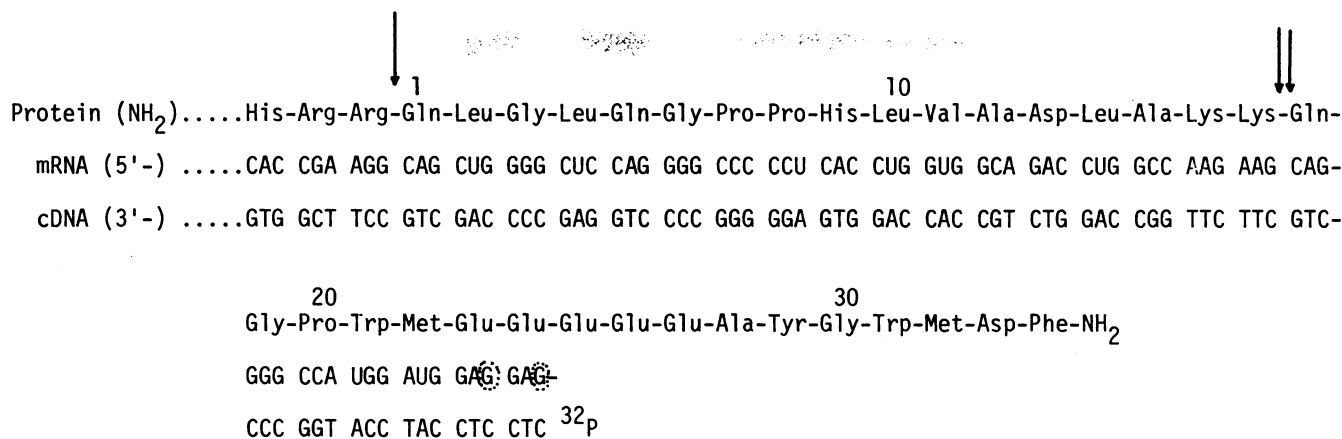 1 10
Protein (NH2).....His-Arg-Arg-Gln-Leu-Gly-Leu-Gln-Gly-Pro-Pro-His-Leu-Val-Ala-Asp-Leu-Ala-Lys-Lys-Gln-
mRNA (5'-) .....CAC CGA AGG CAG CUG GGG CUC CAG GGG CCC CCU CAC CUG GUG GCA GAC CUG GCC AAG AAG CAG-
cDNA (3'-) .....GTG GCT TCC GTC GAC CCC GAG GTC CCC GGG GGA GTG GAC CAC CGT CTG GAC CGG TTC TTC GTC-
20 30
Gly-Pro-Trp-Met-Glu-Glu-Glu-Glu-Glu-Ala-Tyr-Gly-Trp-Met-Asp-Phe-NH2
GGG CCA UGG AUG GAG GAG-
CCC GGT ACC TAC CTC CTC 32P